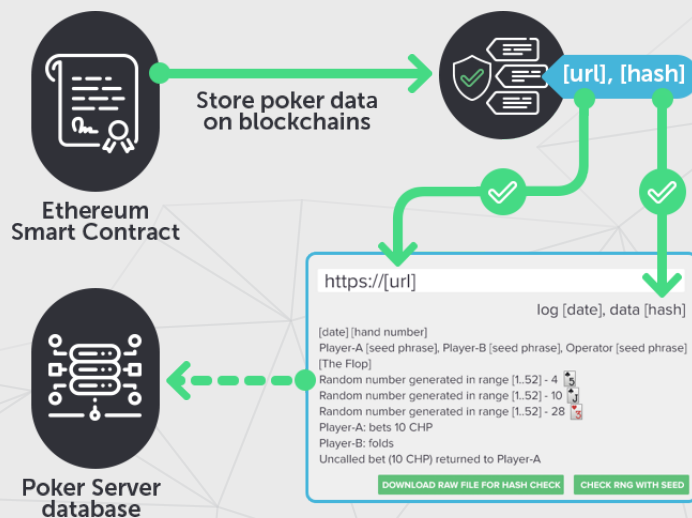 [url], [hash]
Store poker data
on blockchains
Ethereum
Smart Contract
https://[url]
log [date], data [hash]
[date] [hand number]
Player-A [seed phrase], Player-B [seed phrase], Operator [seed phrase]
[The Flop]
Random number generated in range [1..52] - 4 5
Random number generated in range [1..52] - 10 J
Random number generated in range [1..52] - 28 3
Player-A: bets 10 CHP
Player-B: folds
Uncalled bet (10 CHP) returned to Player-A
DOWNLOAD RAW FILE FOR HASH CHECK
CHECK RNG WITH SEED
Poker Server
database